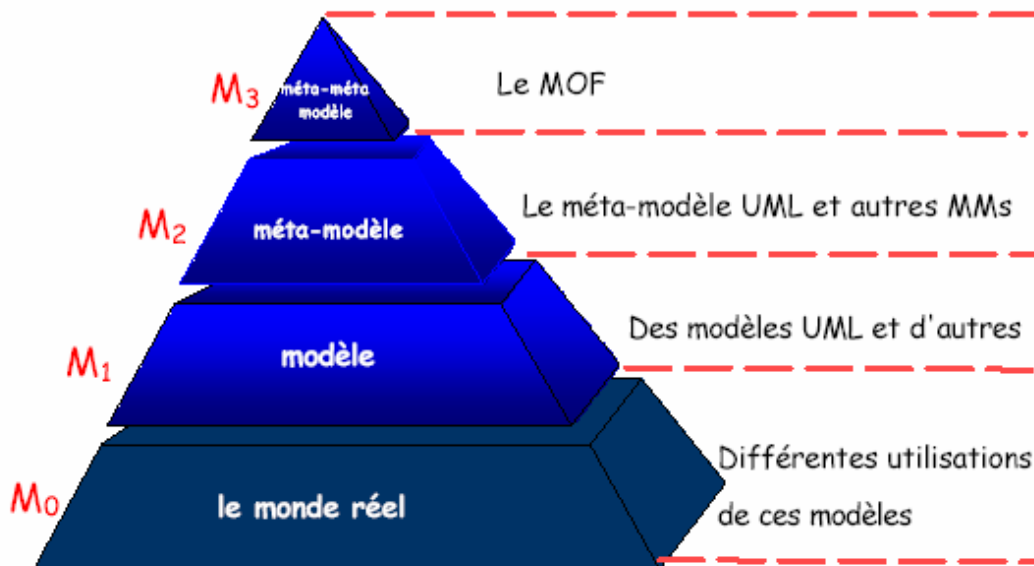 M3
méta-méta
modèle
Le MOF
M2
méta-modèle
Le méta-modèle UML et autres MMs
M1
modèle
Des modèles UML et d'autres
M0
le monde réel
Différentes utilisations
de ces modèles